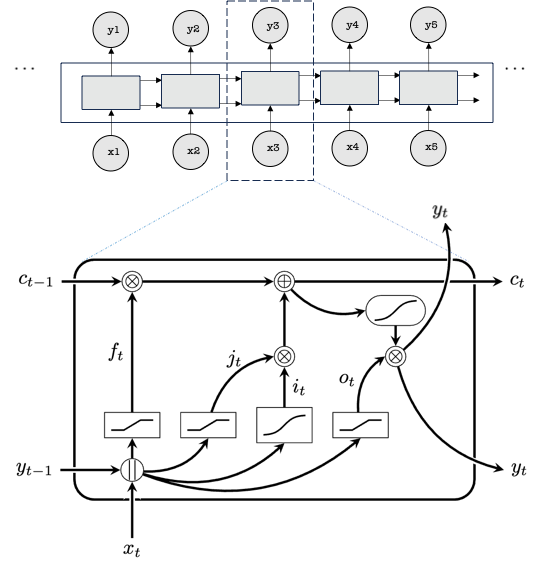 y1 y2 y3 y4 y5
... ...
x1 x2 x3 x4 x5
y_t
c_{t−1} ⊗ ⊕ c_t
f_t j_t ⊗ i_t o_t ⊗
y_{t−1} || y_t
x_t